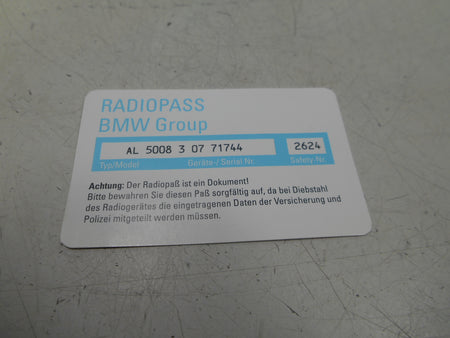 RADIOPASS
BMW Group
AL 5008 3 07 71744 2624
Typ/Model Geräte-/Serial Nr. Safety-Nr.
Achtung: Der Radiopaß ist ein Dokument!
Bitte bewahren Sie diesen Paß sorgfältig auf, da bei Diebstahl
des Radiogerätes die eingetragenen Daten der Versicherung und
Polizei mitgeteilt werden müssen.